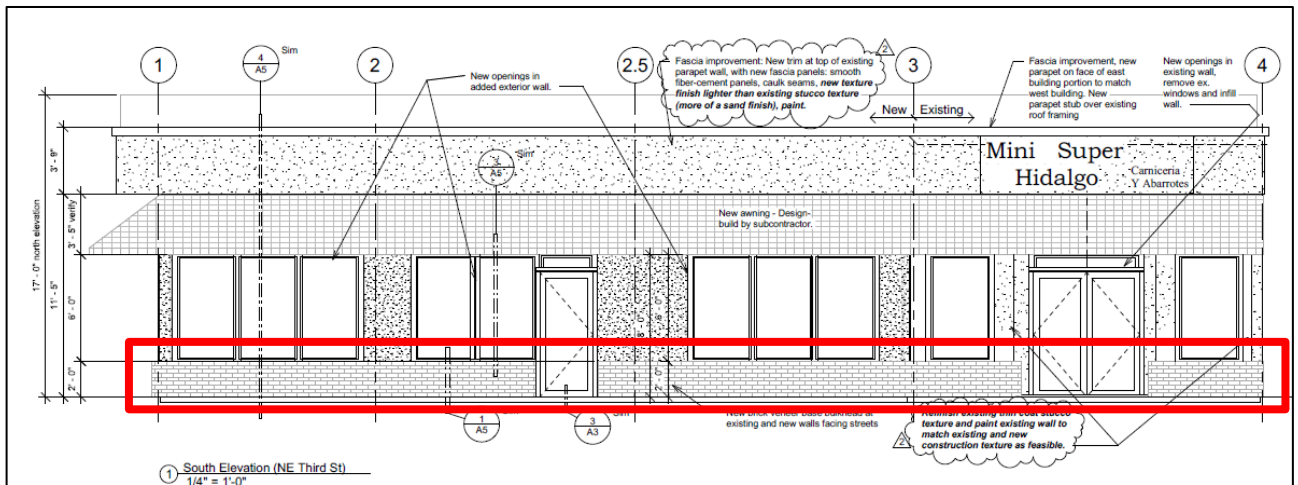 1
4
A5
Sim
2
2.5
3
4
New openings in
added exterior wall.
Fascia improvement: New trim at top of existing
parapet wall, with new fascia panels: smooth
fiber-cement panels, caulk seams, new texture
finish lighter than existing stucco texture
(more of a sand finish), paint.
2
New Existing
Fascia improvement, new
parapet on face of east
building portion to match
west building. New
parapet stub over existing
roof framing
New openings in
existing wall,
remove ex.
windows and infill
wall.
3' - 9"
3' - 5" verify
17' - 0" north elevation
11' - 5"
6' - 0"
2' - 0"
Sim
3
A5
Mini Super
Hidalgo
Carniceria
Y Abarrotes
New awning - Design-
build by subcontractor.
6' - 0"
2' - 0"
1
A5
3
A3
Sim
New brick veneer base bulkhead at
existing and new walls facing streets
2
Refinish existing thin coat stucco
texture and paint existing wall to
match existing and new
construction texture as feasible.
1
South Elevation (NE Third St)
1/4" = 1'-0"